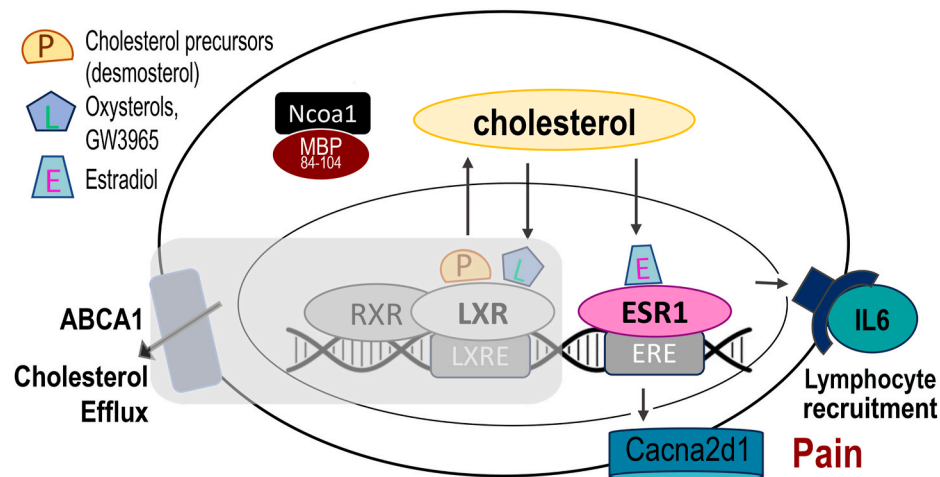 P
Cholesterol precursors
(desmosterol)
L
Oxysterols,
GW3965
E
Estradiol
Ncoa1
MBP
84-104
cholesterol
P
L
E
RXR
LXR
ESR1
LXRE
ERE
ABCA1
Cholesterol
Efflux
IL6
Lymphocyte
recruitment
Cacna2d1
Pain